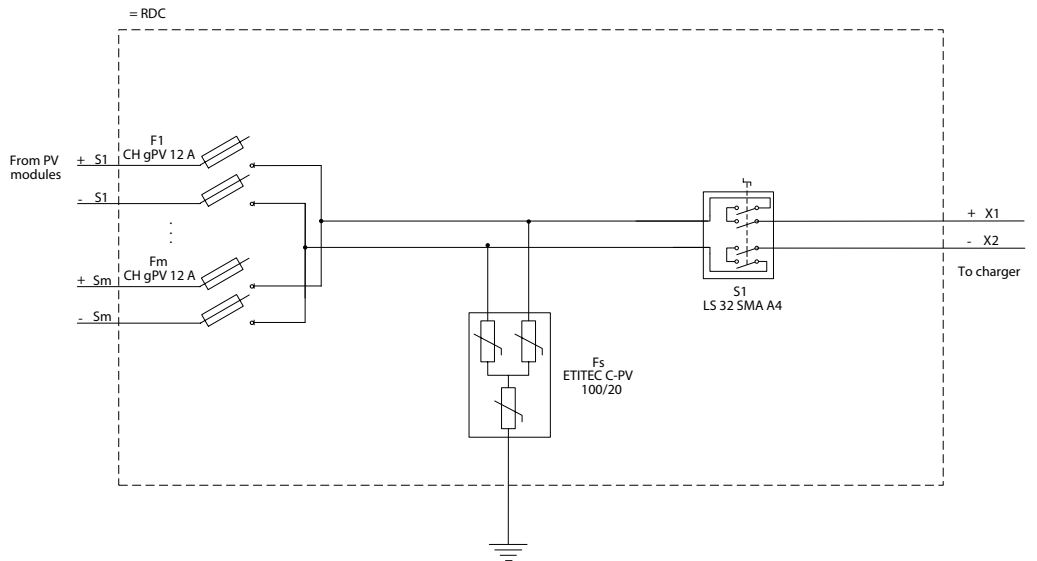 = RDC
F1
CH gPV 12 A
From PV
modules
+ S1
- S1
Fm
CH gPV 12 A
+ Sm
- Sm
+ X1
- X2
To charger
S1
LS 32 SMA A4
Fs
ETITEC C-PV
100/20